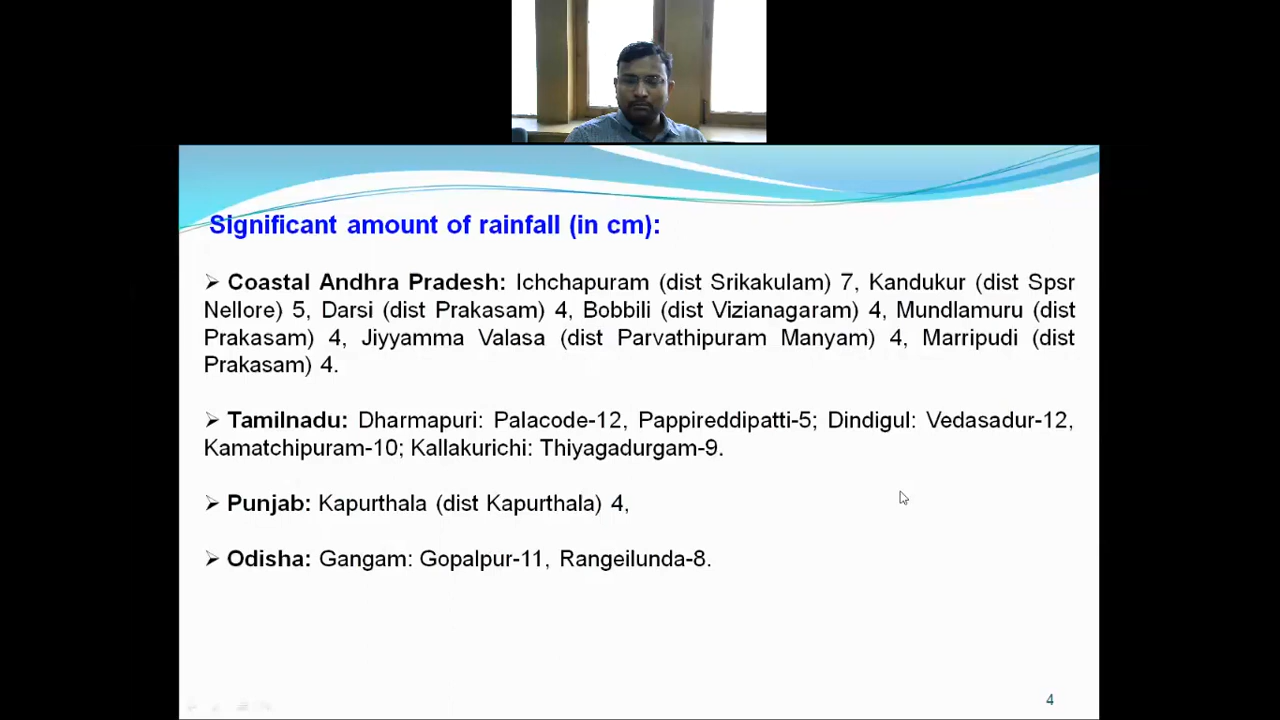 Significant amount of rainfall (in cm):
➢ Coastal Andhra Pradesh: Ichchapuram (dist Srikakulam) 7, Kandukur (dist Spsr
Nellore) 5, Darsi (dist Prakasam) 4, Bobbili (dist Vizianagaram) 4, Mundlamuru (dist
Prakasam) 4, Jiyyamma Valasa (dist Parvathipuram Manyam) 4, Marripudi (dist
Prakasam) 4.
➢ Tamilnadu: Dharmapuri: Palacode-12, Pappireddipatti-5; Dindigul: Vedasadur-12,
Kamatchipuram-10; Kallakurichi: Thiyagadurgam-9.
➢ Punjab: Kapurthala (dist Kapurthala) 4,
➢ Odisha: Gangam: Gopalpur-11, Rangeilunda-8.
4